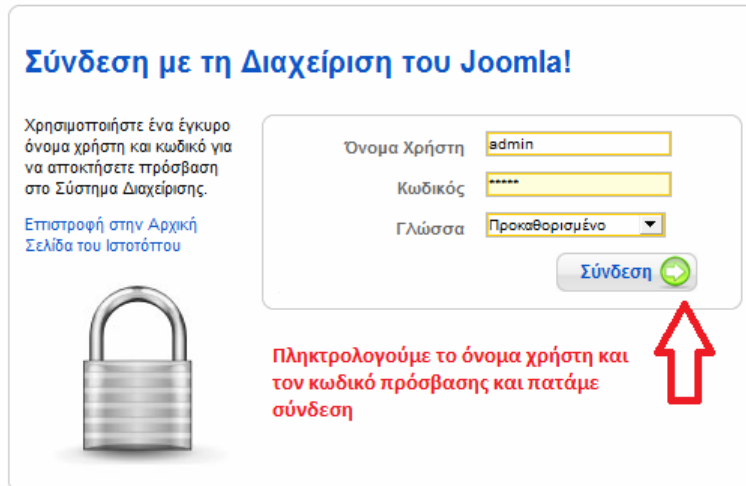 Σύνδεση με τη Διαχείριση του Joomla!
Χρησιμοποιήστε ένα έγκυρο
όνομα χρήστη και κωδικό για
να αποκτήσετε πρόσβαση
στο Σύστημα Διαχείρισης.
Επιστροφή στην Αρχική
Σελίδα του Ιστοτόπου
Όνομα Χρήστη admin
Κωδικός *****
Γλώσσα Προκαθορισμένο
Σύνδεση
Πληκτρολογούμε το όνομα χρήστη και
τον κωδικό πρόσβασης και πατάμε
σύνδεση